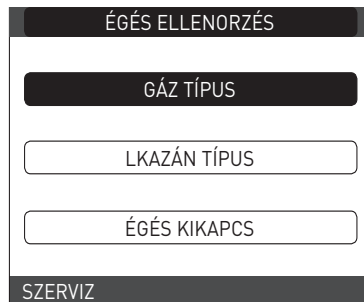 ÉGÉS ELLENORZÉS
GÁZ TÍPUS
LKAZÁN TÍPUS
ÉGÉS KIKAPCS
SZERVIZ